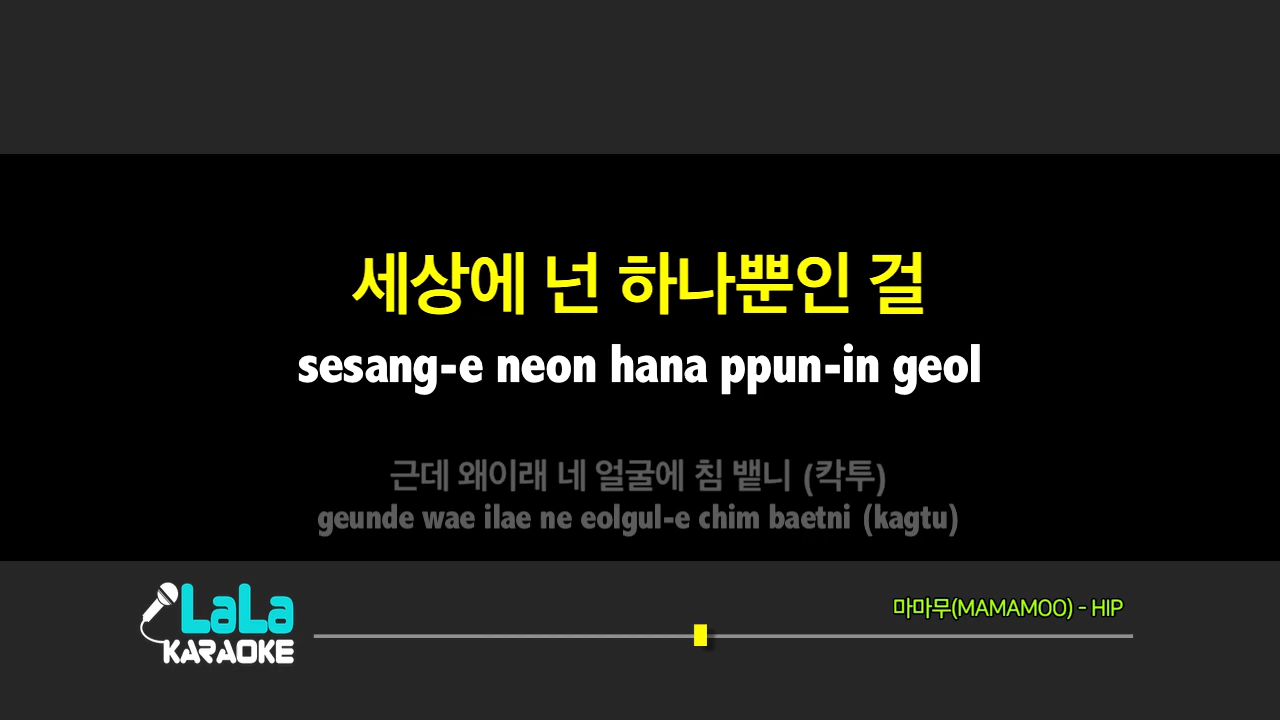 세상에 넌 하나뿐인 걸
sesang-e neon hana ppun-in geol
근데 왜이래 네 얼굴에 침 뱉니 (칵투)
geunde wae ilae ne eolgul-e chim baetni (kagtu)
LaLa
KARAOKE
마마무(MAMAMOO) - HIP